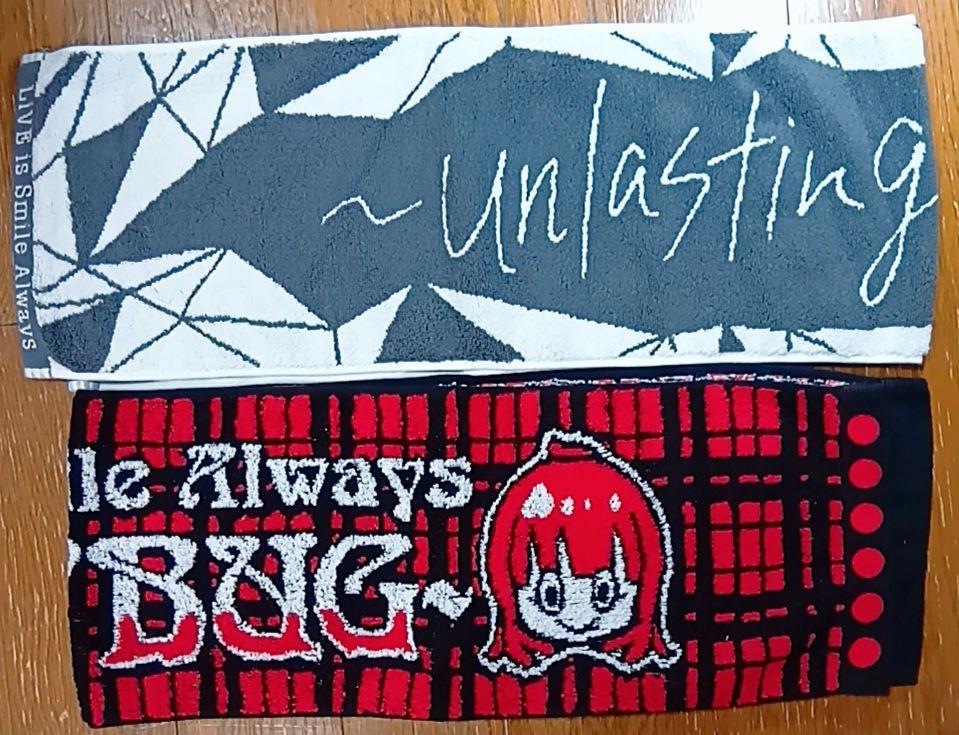 LiVE is Smile Always
~unlasting
le Always
'BUG~